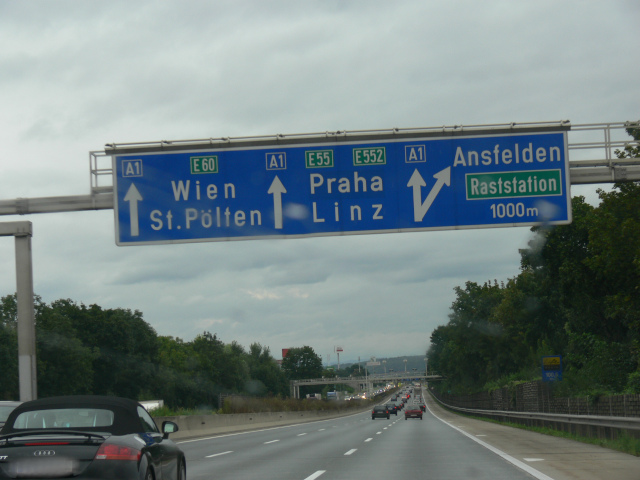 A1 E60 A1 E55 E552 A1
Wien Praha Ansfelden
St.Pölten Linz Raststation
1000m